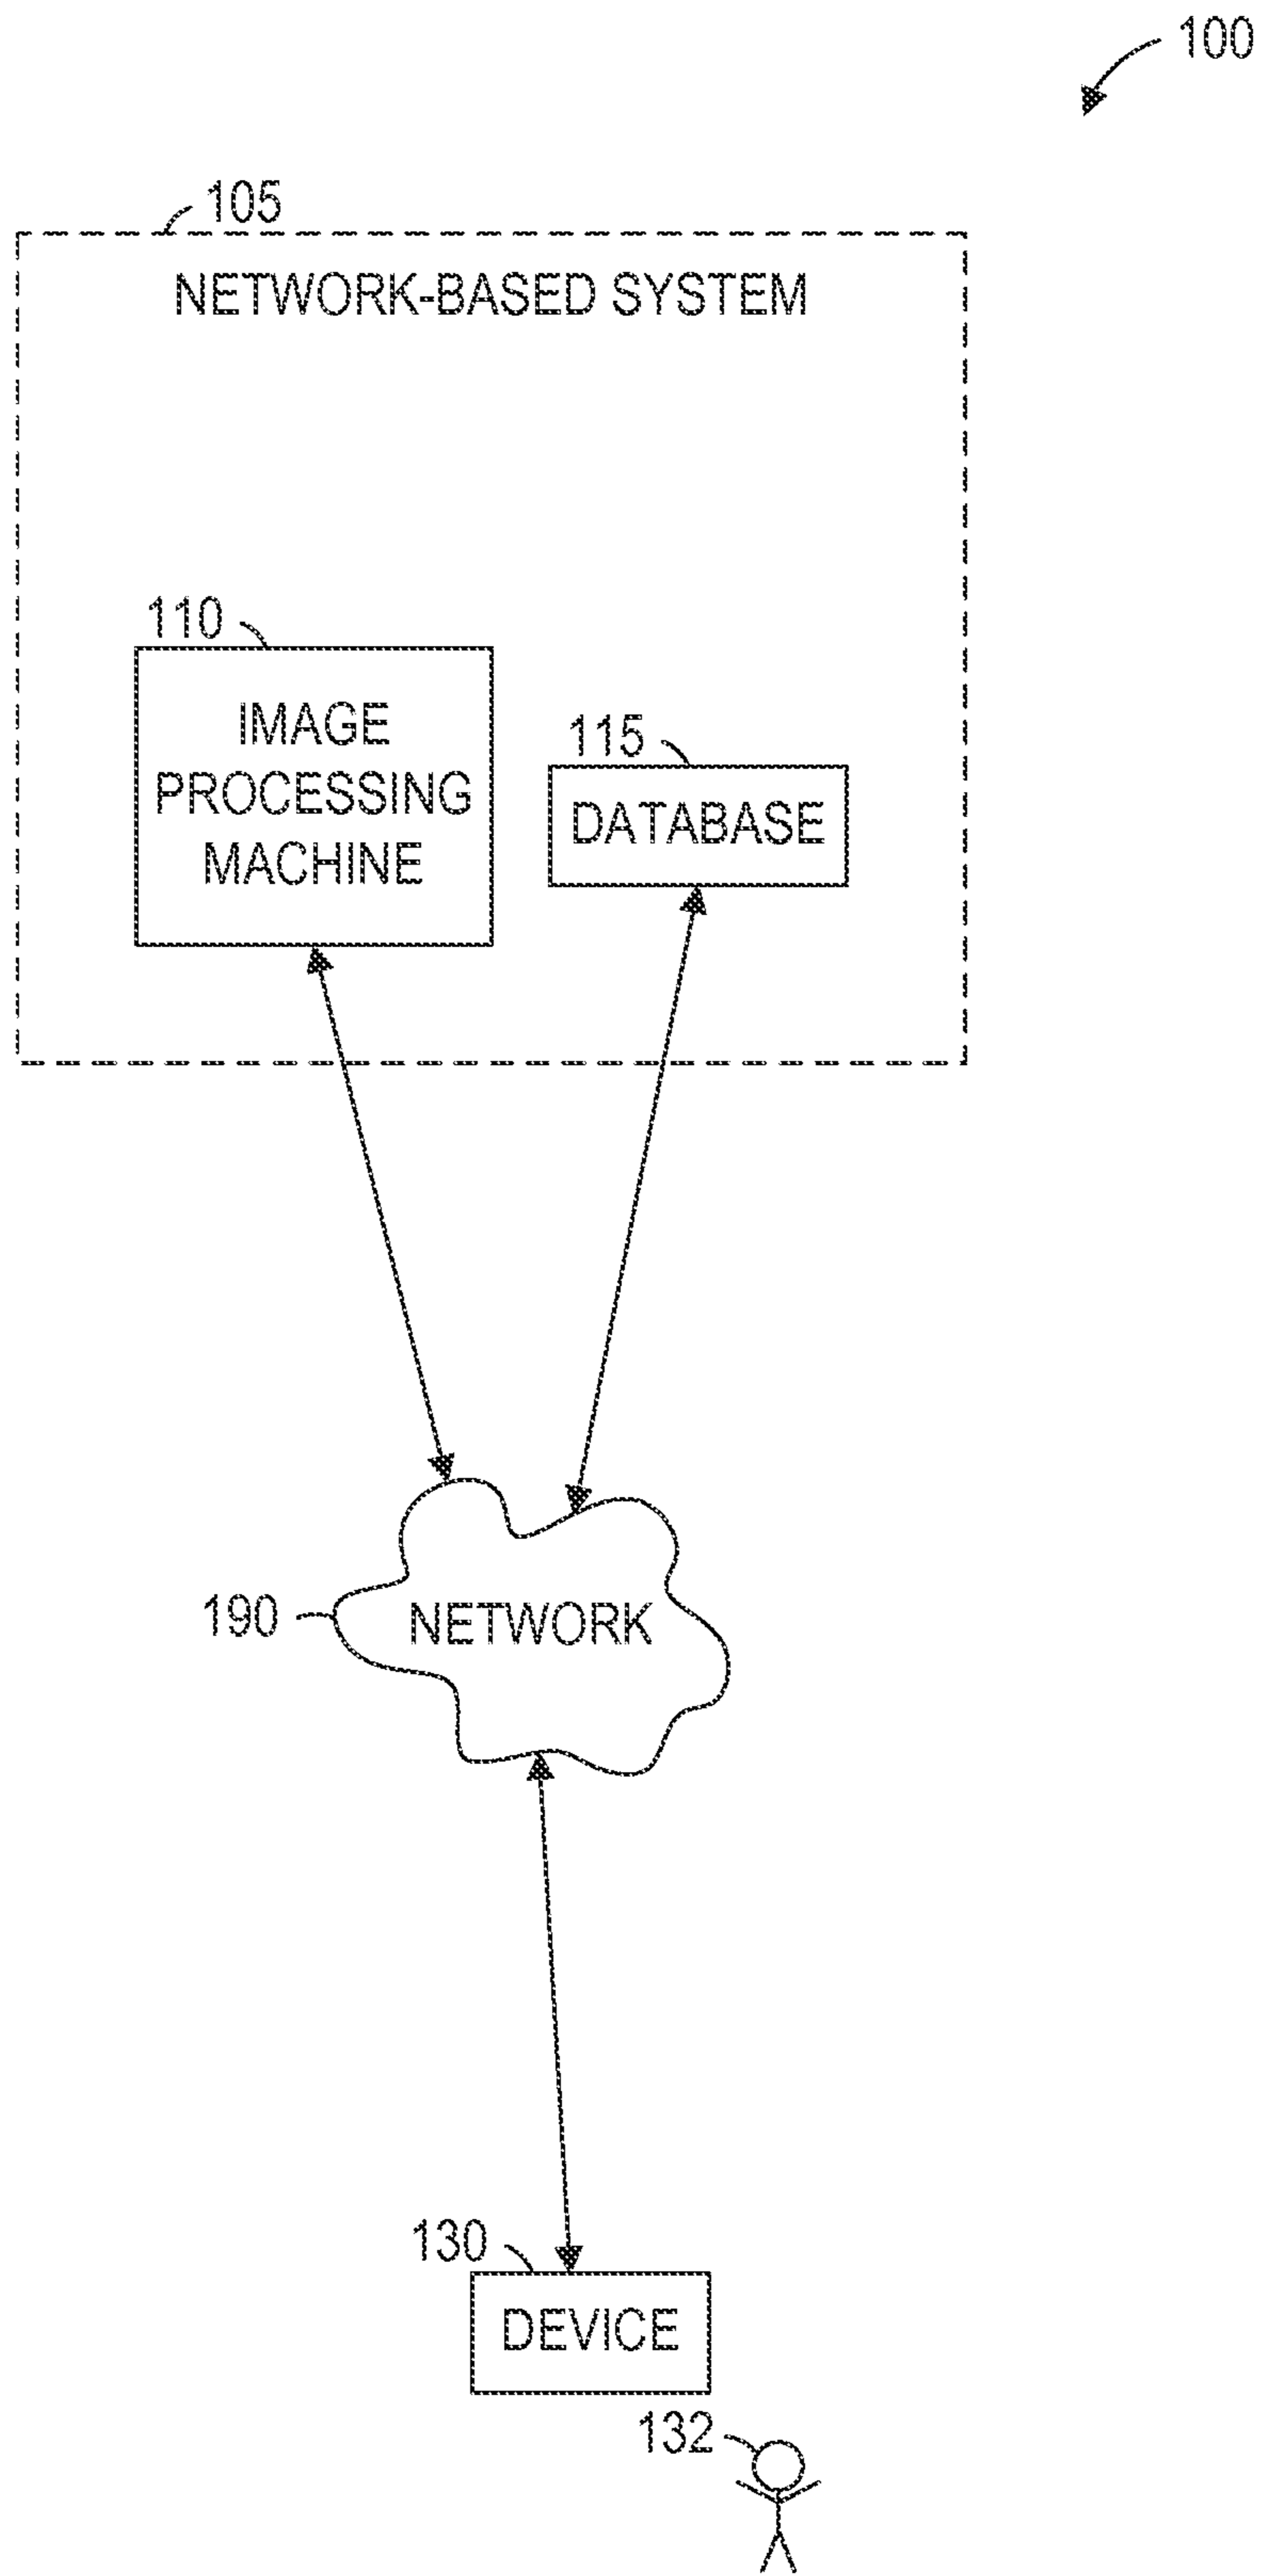 100
105
NETWORK-BASED SYSTEM
110
IMAGE
PROCESSING
MACHINE
115
DATABASE
190
NETWORK
130
DEVICE
132